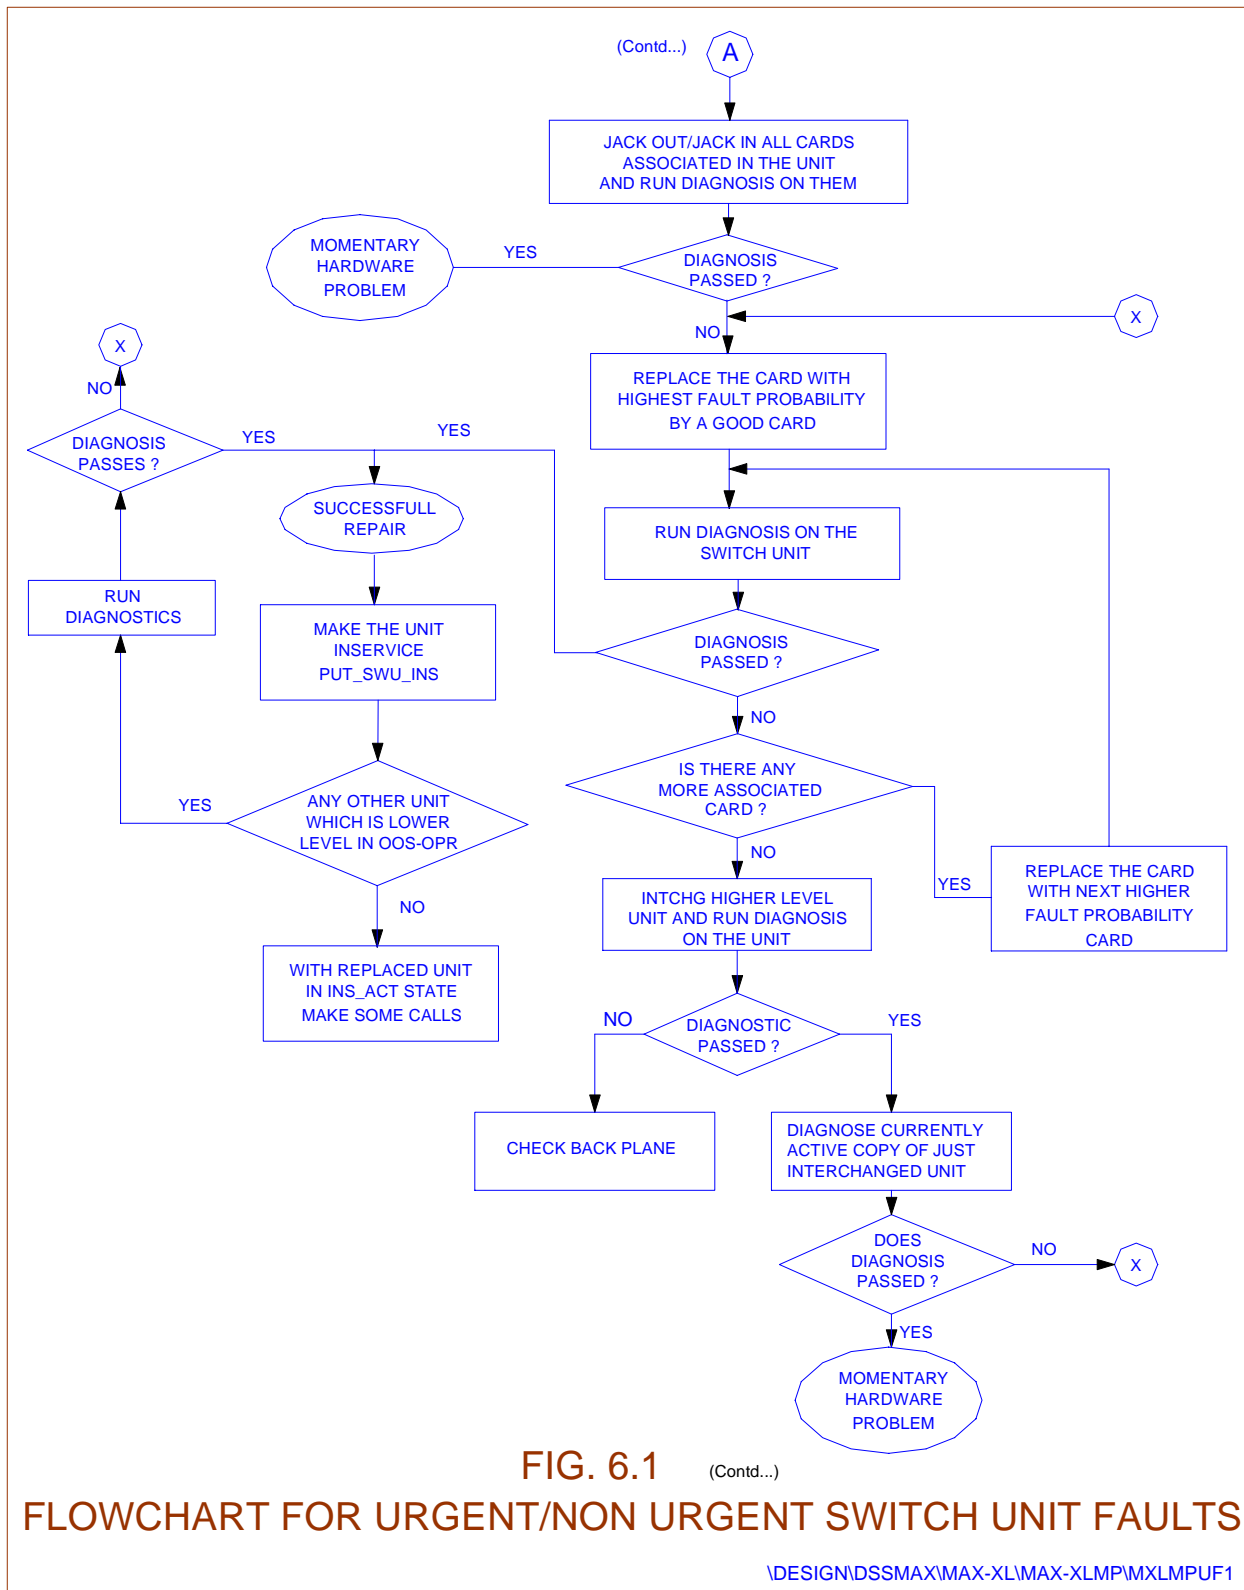 (Contd...)
A
JACK OUT/JACK IN ALL CARDS
ASSOCIATED IN THE UNIT
AND RUN DIAGNOSIS ON THEM
MOMENTARY
HARDWARE
PROBLEM
YES
DIAGNOSIS
PASSED ?
X
NO
X
NO
REPLACE THE CARD WITH
HIGHEST FAULT PROBABILITY
BY A GOOD CARD
DIAGNOSIS
PASSES ?
YES
YES
SUCCESSFULL
REPAIR
RUN DIAGNOSIS ON THE
SWITCH UNIT
RUN
DIAGNOSTICS
MAKE THE UNIT
INSERVICE
PUT_SWU_INS
DIAGNOSIS
PASSED ?
NO
IS THERE ANY
MORE ASSOCIATED
CARD ?
YES
ANY OTHER UNIT
WHICH IS LOWER
LEVEL IN OOS-OPR
NO
YES
REPLACE THE CARD
WITH NEXT HIGHER
FAULT PROBABILITY
CARD
NO
INTCHG HIGHER LEVEL
UNIT AND RUN DIAGNOSIS
ON THE UNIT
WITH REPLACED UNIT
IN INS_ACT STATE
MAKE SOME CALLS
NO
DIAGNOSTIC
PASSED ?
YES
CHECK BACK PLANE
DIAGNOSE CURRENTLY
ACTIVE COPY OF JUST
INTERCHANGED UNIT
DOES
DIAGNOSIS
PASSED ?
NO
X
YES
MOMENTARY
HARDWARE
PROBLEM
FIG. 6.1 (Contd...)
FLOWCHART FOR URGENT/NON URGENT SWITCH UNIT FAULTS
\DESIGN\DSSMAX\MAX-XL\MAX-XLMP\MXLMPUF1